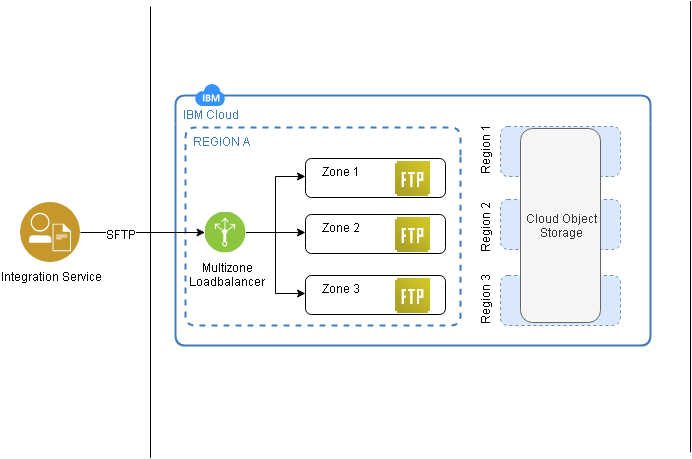 IBM
IBM Cloud
REGION A
Zone 1
FTP
Zone 2
FTP
Zone 3
FTP
SFTP
Integration Service
Multizone
Loadbalancer
Region 1
Region 2
Region 3
Cloud Object
Storage